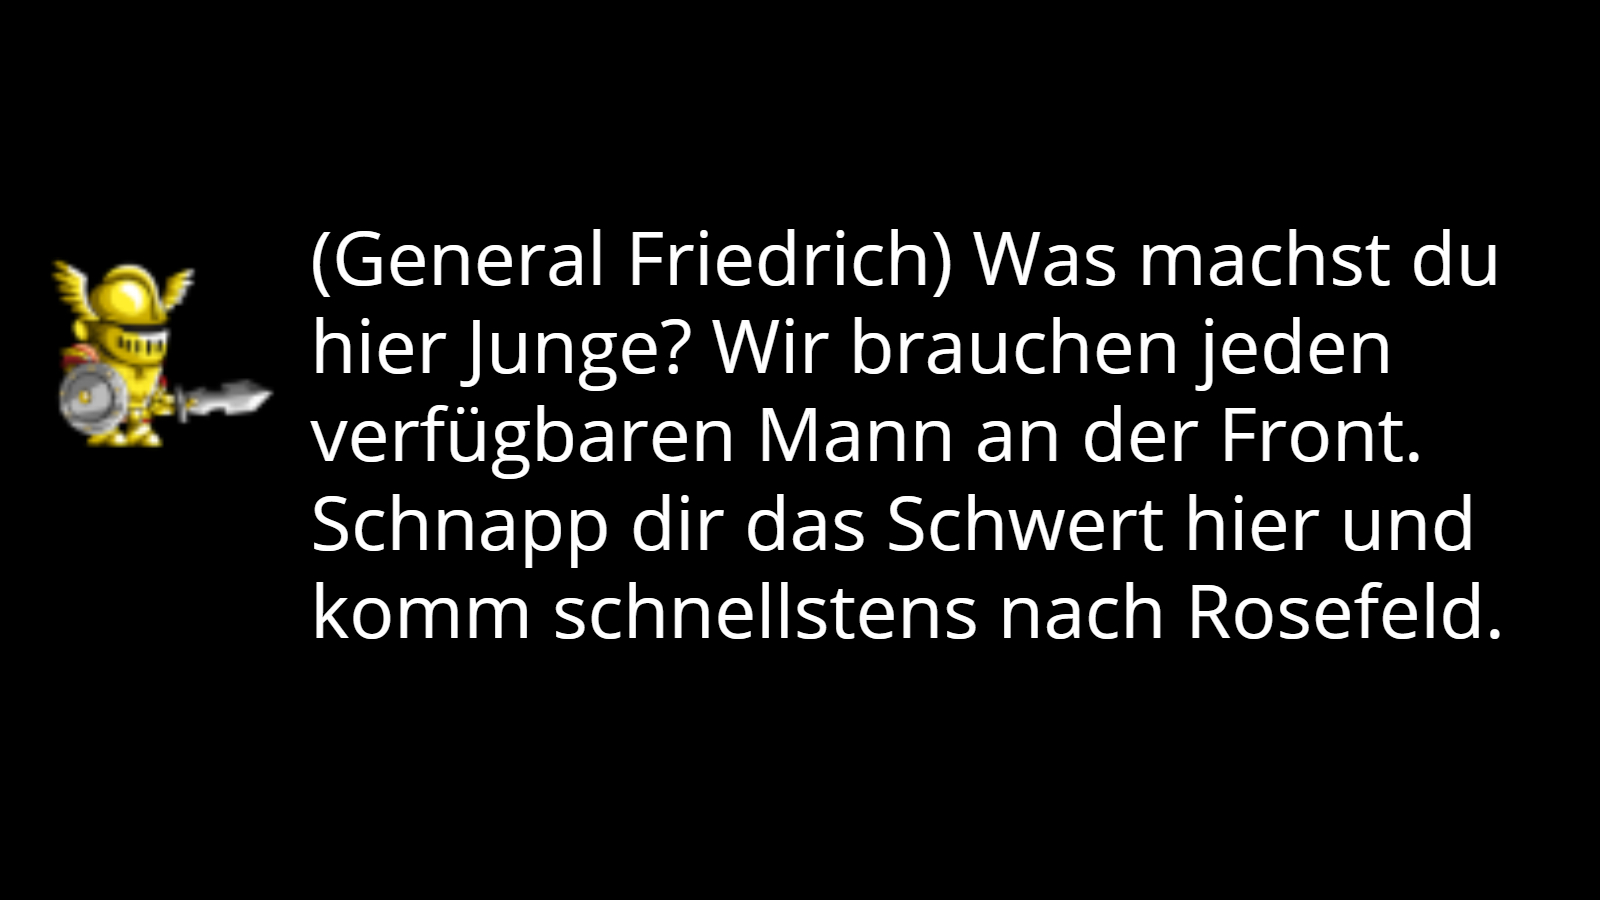 (General Friedrich) Was machst du
hier Junge? Wir brauchen jeden
verfügbaren Mann an der Front.
Schnapp dir das Schwert hier und
komm schnellstens nach Rosefeld.